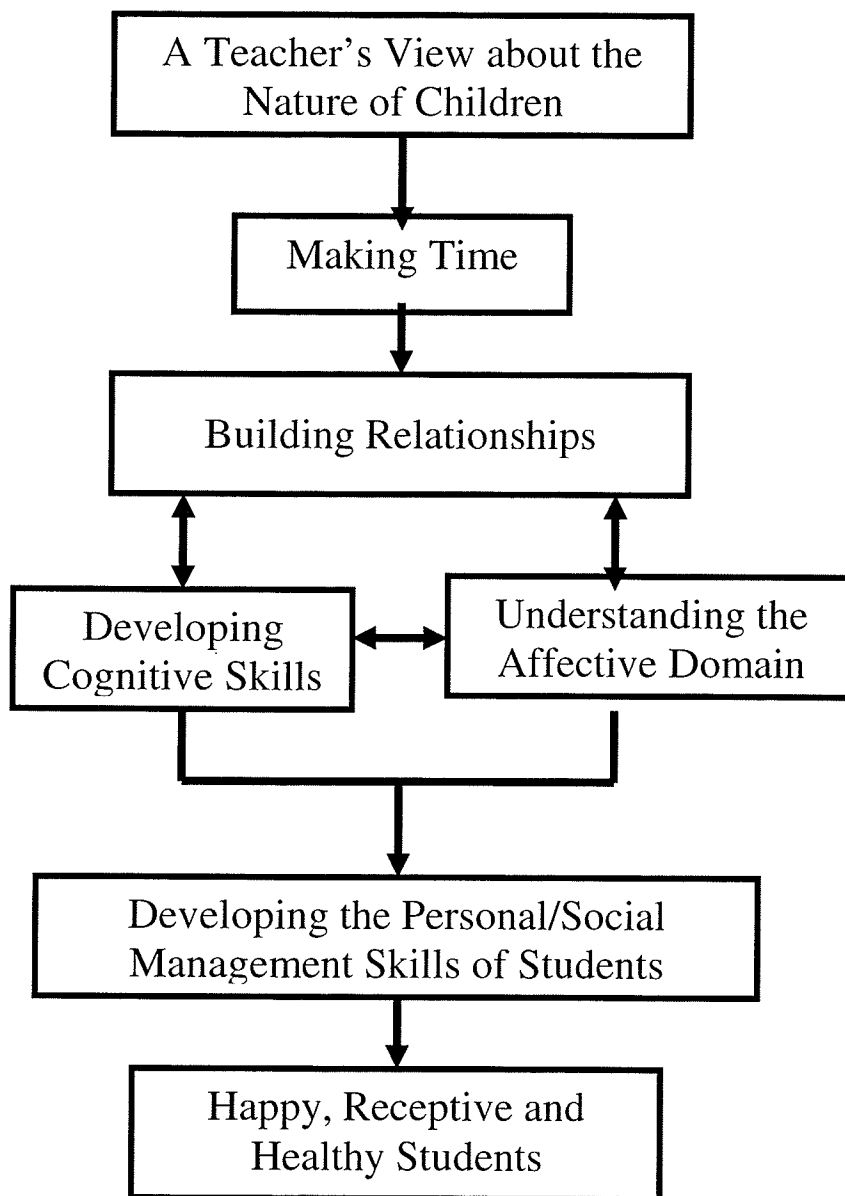 A Teacher's View about the
Nature of Children
Making Time
Building Relationships
Developing
Cognitive Skills
Understanding the
Affective Domain
Developing the Personal/Social
Management Skills of Students
Happy, Receptive and
Healthy Students